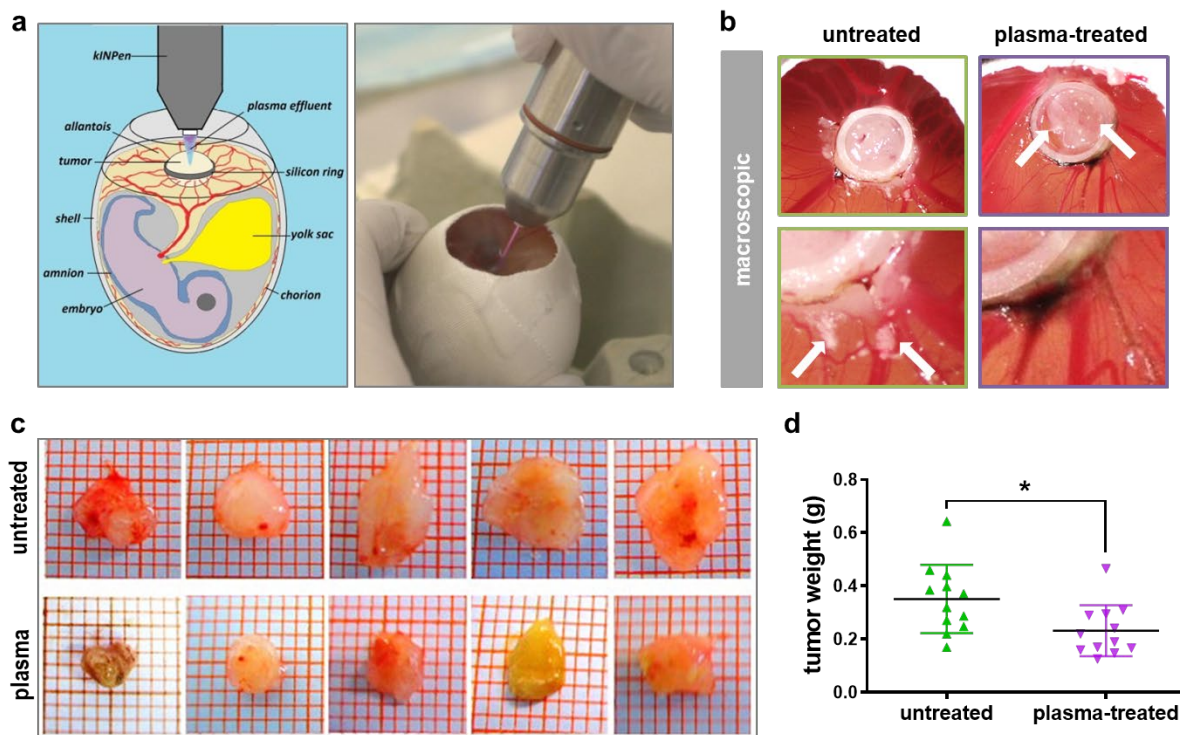 a
kINPen
plasma effluent
allantois
tumor
silicon ring
shell
yolk sac
amnion
chorion
embryo
b
untreated
plasma-treated
macroscopic
c
untreated
plasma
d
tumor weight (g)
0.8
0.6
0.4
0.2
0.0
*
untreated
plasma-treated